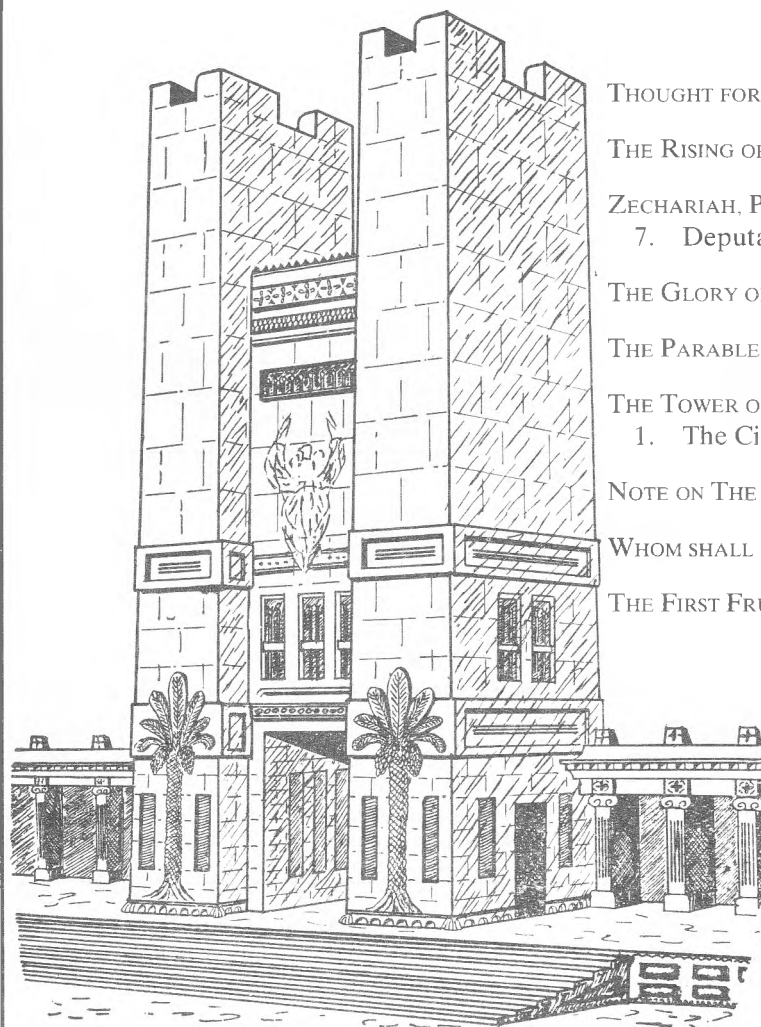 THOUGHT FOR
THE RISING OF
ZECHARIAH, P
7. Deputa
THE GLORY O
THE PARABLE
THE TOWER O
1. The Ci
NOTE ON THE
WHOM SHALL
THE FIRST FRU